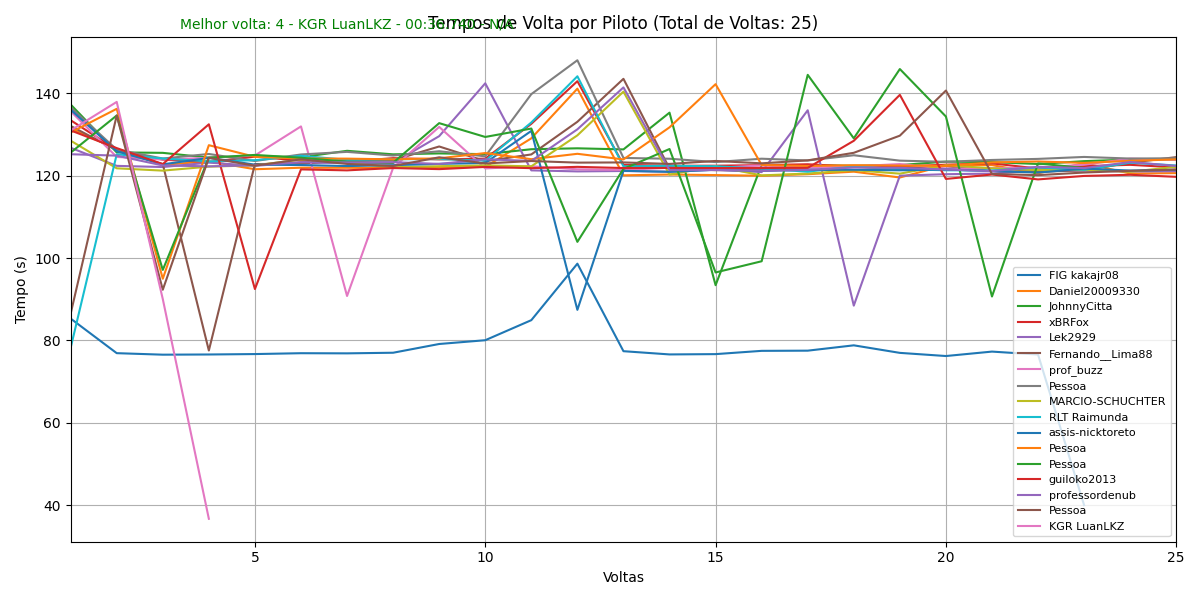 Melhor volta: 4 - KGR LuanLKZ -
Tempos de Volta por Piloto (Total de Voltas: 25)
Tempo (s)
140
120
100
80
60
40
5
10
15
20
25
Voltas
FIG kakajr08
Daniel20009330
JohnnyCitta
xBRFox
Lek2929
Fernando__Lima88
prof_buzz
Pessoa
MARCIO-SCHUCHTER
RLT Raimunda
assis-nicktoreto
Pessoa
Pessoa
guiloko2013
professordenub
Pessoa
KGR LuanLKZ